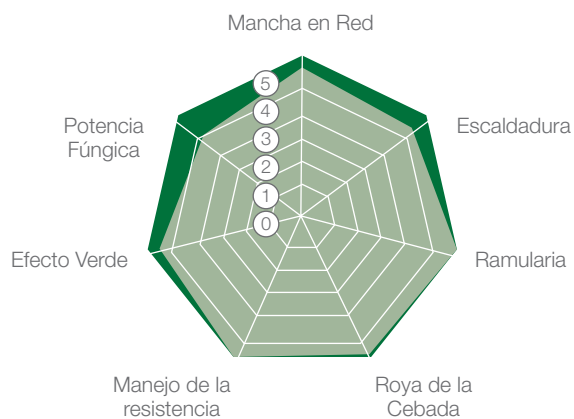 Mancha en Red
5
4
3
2
1
0
Potencia
Fúngica
Escaldadura
Efecto Verde
Ramularia
Manejo de la
resistencia
Roya de la
Cebada